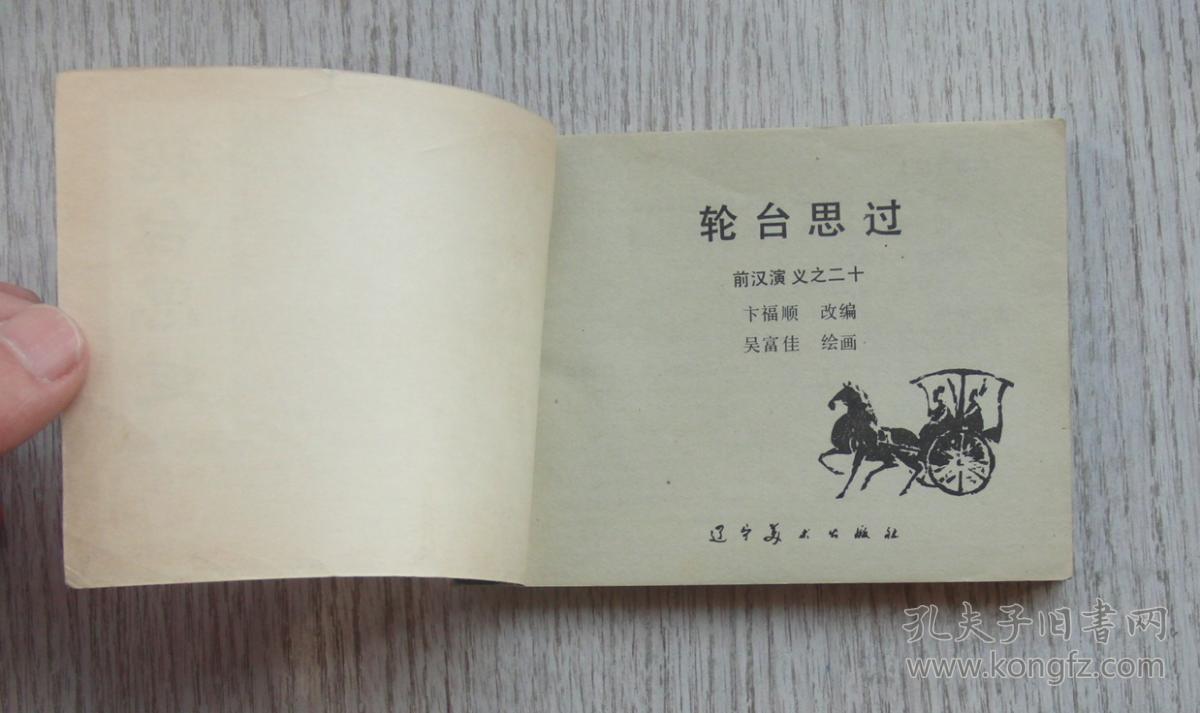 轮台思过
前汉演义之二十
卞福顺 改编
吴富佳 绘画
辽宁美术出版社
孔夫子旧书网
www.kongfz.com